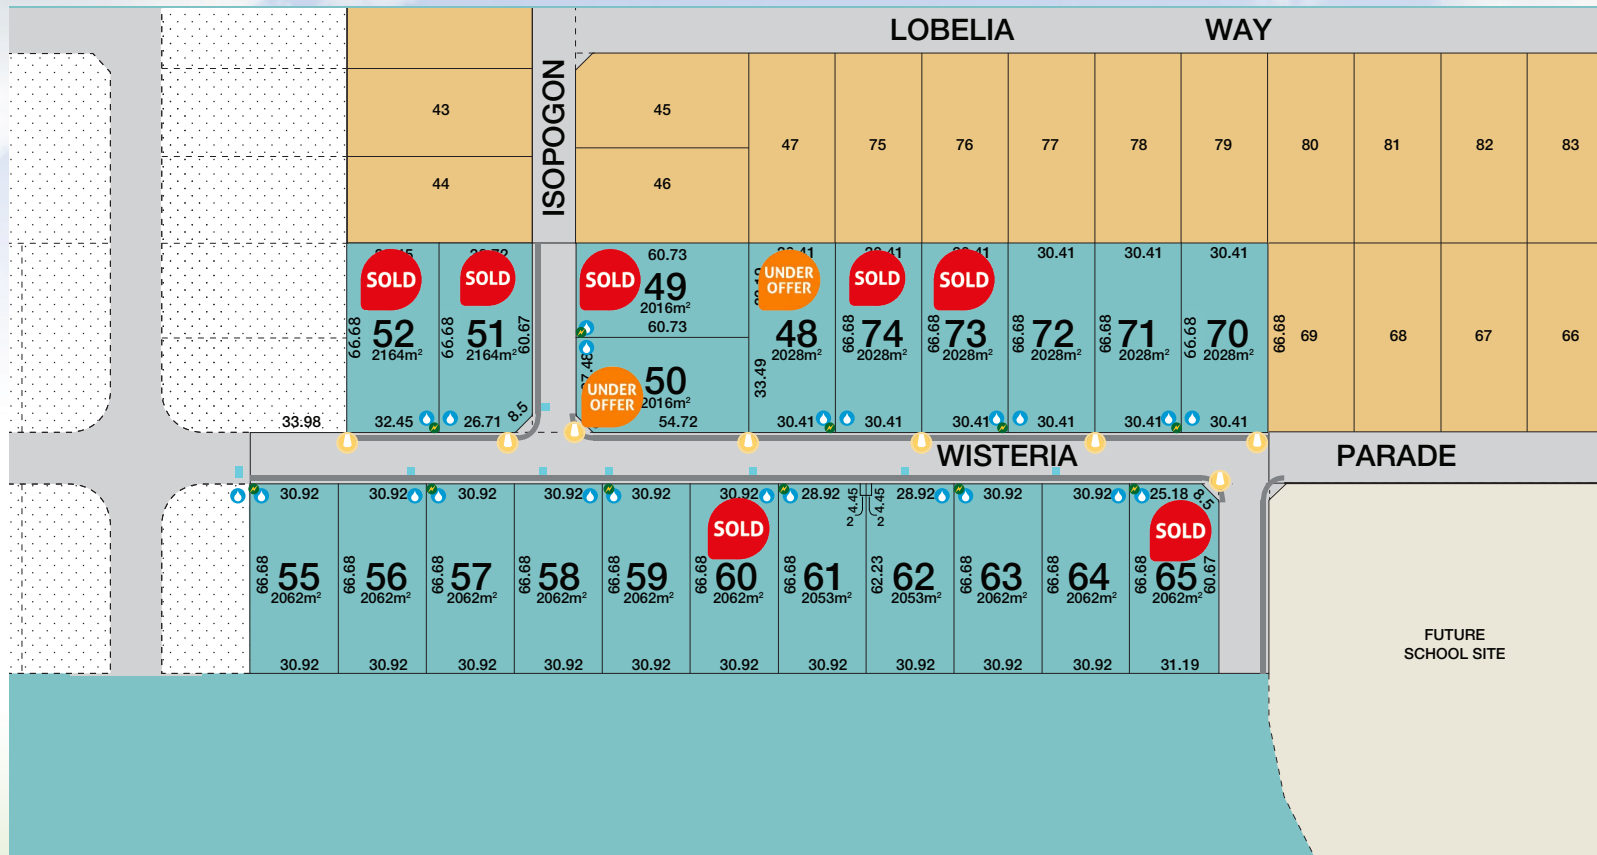 LOBELIA WAY
ISOPOGON
43
44
45
46
47
75
76
77
78
79
80
81
82
83
SOLD
52
2164m²
66.68
32.45
33.98
SOLD
51
2164m²
66.68
60.67
26.71
8.5
60.73
SOLD
49
2016m²
60.73
UNDER
OFFER
50
2016m²
54.72
UNDER
OFFER
48
2028m²
33.49
30.41
SOLD
74
2028m²
66.68
30.41
SOLD
73
2028m²
66.68
30.41
30.41
72
2028m²
66.68
30.41
30.41
71
2028m²
66.68
30.41
30.41
70
2028m²
66.68
30.41
66.68
69
68
67
66
WISTERIA PARADE
30.92
66.68
55
2062m²
30.92
30.92
66.68
56
2062m²
30.92
30.92
66.68
57
2062m²
30.92
30.92
66.68
58
2062m²
30.92
30.92
66.68
59
2062m²
30.92
30.92
SOLD
66.68
60
2062m²
30.92
28.92
4.45
2
66.68
61
2053m²
30.92
28.92
4.45
2
62.23
62
2053m²
30.92
30.92
66.68
63
2062m²
30.92
30.92
66.68
64
2062m²
30.92
25.18
8.5
SOLD
66.68
65
2062m²
60.67
31.19
FUTURE
SCHOOL SITE